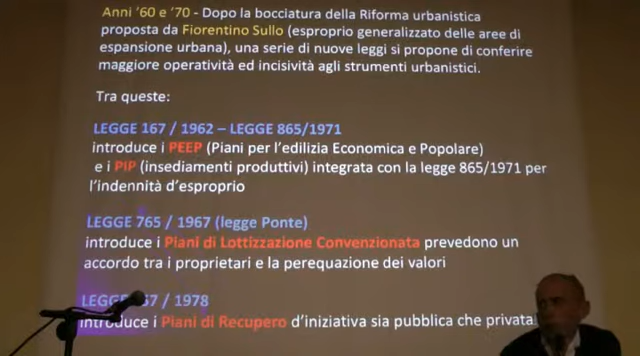 Anni '60 e '70 - Dopo la bocciatura della Riforma urbanistica
proposta da Fiorentino Sullo (esproprio generalizzato delle aree di
espansione urbana), una serie di nuove leggi si propone di conferire
maggiore operatività ed incisività agli strumenti urbanistici.
Tra queste:
LEGGE 167 / 1962 – LEGGE 865/1971
introduce i PEEP (Piani per l'edilizia Economica e Popolare)
e i PIP (insediamenti produttivi) integrata con la legge 865/1971 per
l'indennità d'esproprio
LEGGE 765 / 1967 (legge Ponte)
introduce i Piani di Lottizzazione Convenzionata prevedono un
accordo tra i proprietari e la perequazione dei valori
LEGGE 57 / 1978
introduce i Piani di Recupero d'iniziativa sia pubblica che privata